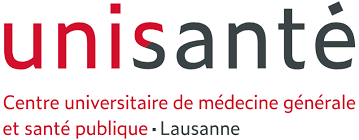 unisanté
Centre universitaire de médecine générale
et santé publique · Lausanne